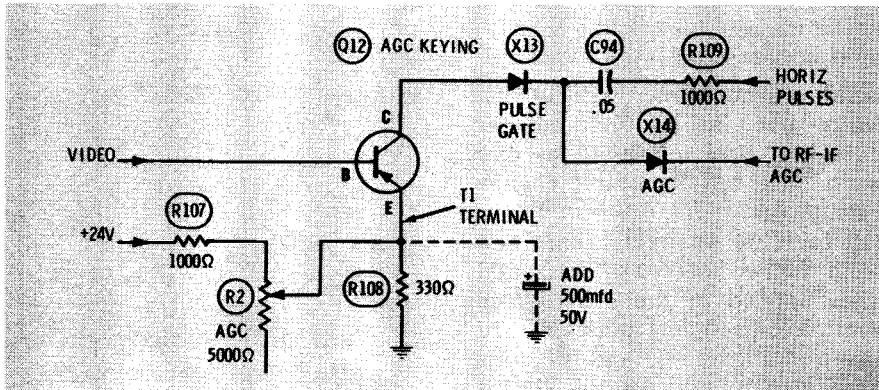 Q12 AGC KEYING
X13
C94
R109
HORIZ
PULSES
1000Ω
.05
PULSE
GATE
X14
C
VIDEO
B
AGC
TO RF-IF
AGC
E
T1
TERMINAL
R107
+24V
1000Ω
R2
AGC
5000Ω
R108
330Ω
+
ADD
500mfd
50V